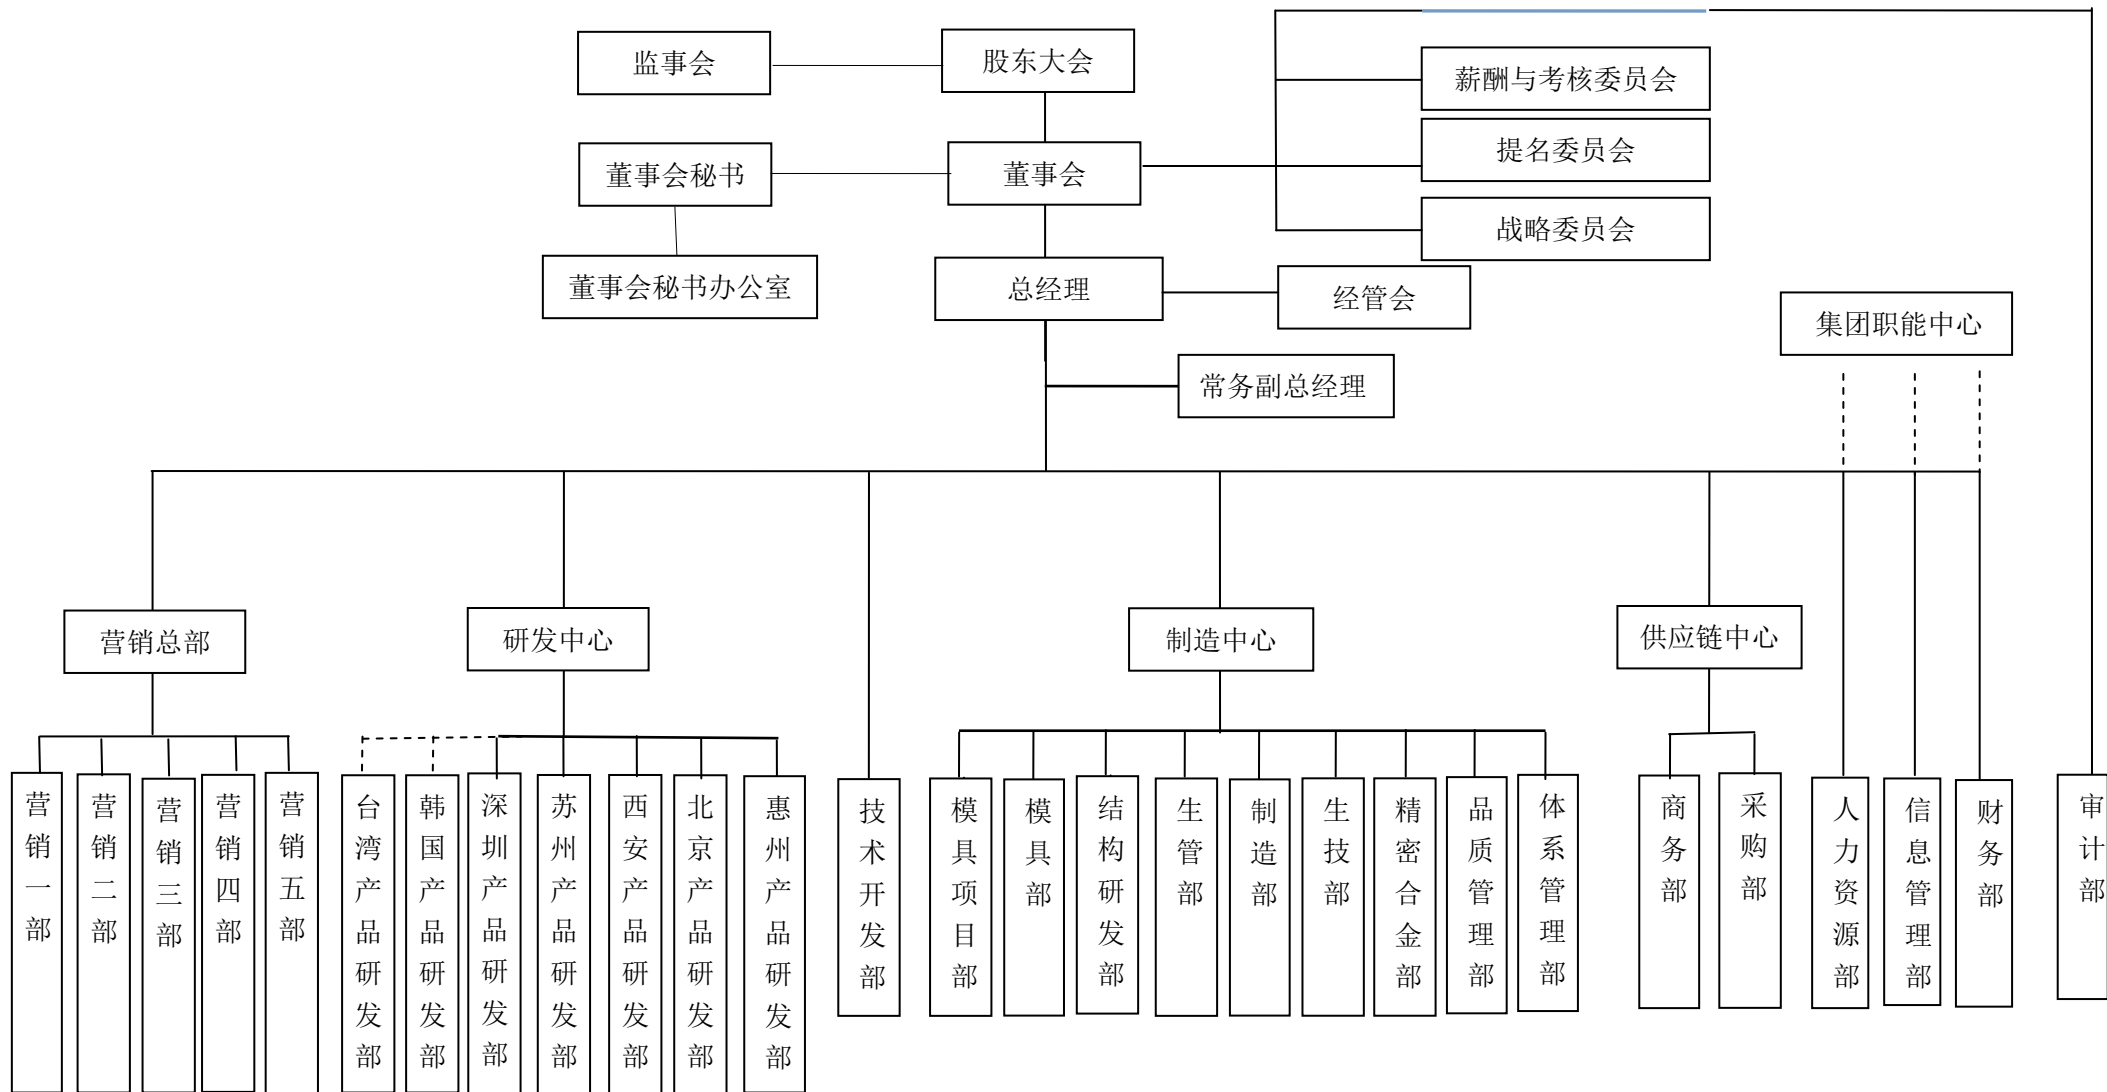 监事会
股东大会
薪酬与考核委员会
提名委员会
董事会秘书
董事会
战略委员会
董事会秘书办公室
总经理
经管会
集团职能中心
常务副总经理
营销总部
研发中心
制造中心
供应链中心
营销一部
营销二部
营销三部
营销四部
营销五部
台湾产品研发部
韩国产品研发部
深圳产品研发部
苏州产品研发部
西安产品研发部
北京产品研发部
惠州产品研发部
技术开发部
模具项目部
模具部
结构研发部
生管部
制造部
生技部
精密合金部
品质管理部
体系管理部
商务部
采购部
人力资源部
信息管理部
财务部
审计部